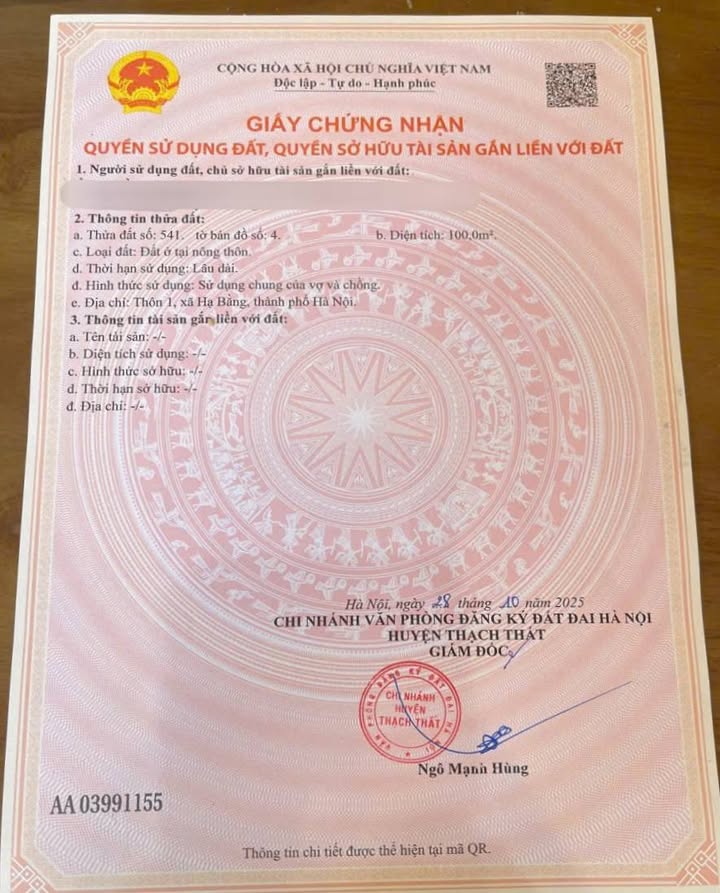 CỘNG HÒA XÃ HỘI CHỦ NGHĨA VIỆT NAM
Độc lập - Tự do - Hạnh phúc
GIẤY CHỨNG NHẬN
QUYỀN SỬ DỤNG ĐẤT, QUYỀN SỞ HỮU TÀI SẢN GẮN LIỀN VỚI ĐẤT
1. Người sử dụng đất, chủ sở hữu tài sản gắn liền với đất:
2. Thông tin thửa đất:
a. Thửa đất số: 541. tờ bản đồ số: 4. b. Diện tích: 100,0m².
c. Loại đất: Đất ở tại nông thôn.
d. Thời hạn sử dụng: Lâu dài.
đ. Hình thức sử dụng: Sử dụng chung của vợ và chồng.
e. Địa chỉ: Thôn 1, xã Hạ Bằng, thành phố Hà Nội.
3. Thông tin tài sản gắn liền với đất:
a. Tên tài sản: -/-
b. Diện tích sử dụng: -/-
c. Hình thức sở hữu: -/-
d. Thời hạn sở hữu: -/-
đ. Địa chỉ: -/-
Hà Nội, ngày 28 tháng 10 năm 2025
CHI NHÁNH VĂN PHÒNG ĐĂNG KÝ ĐẤT ĐAI HÀ NỘI
HUYỆN THẠCH THẤT
GIÁM ĐỐC
VĂN PHÒNG ĐĂNG KÝ ĐẤT ĐAI HÀ NỘI
CHI NHÁNH
HUYỆN
THẠCH THẤT
Ngô Mạnh Hùng
AA 03991155
Thông tin chi tiết được thể hiện tại mã QR.